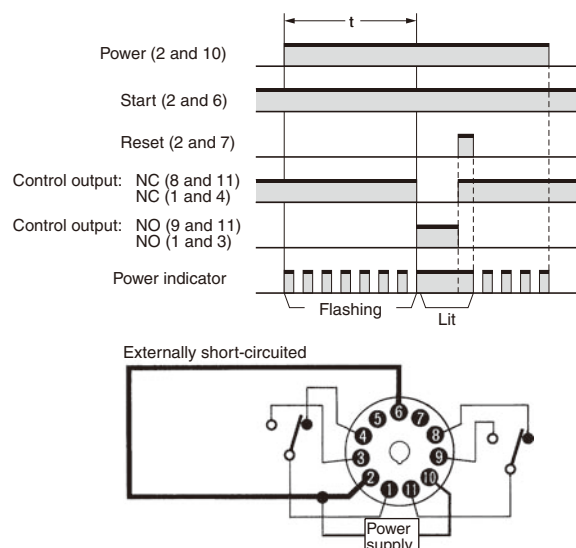 t
Power (2 and 10)
Start (2 and 6)
Reset (2 and 7)
Control output: NC (8 and 11)
NC (1 and 4)
Control output: NO (9 and 11)
NO (1 and 3)
Power indicator
Flashing
Lit
Externally short-circuited
6
5 7
4 8
3 9
2 10
1 11
Power
supply